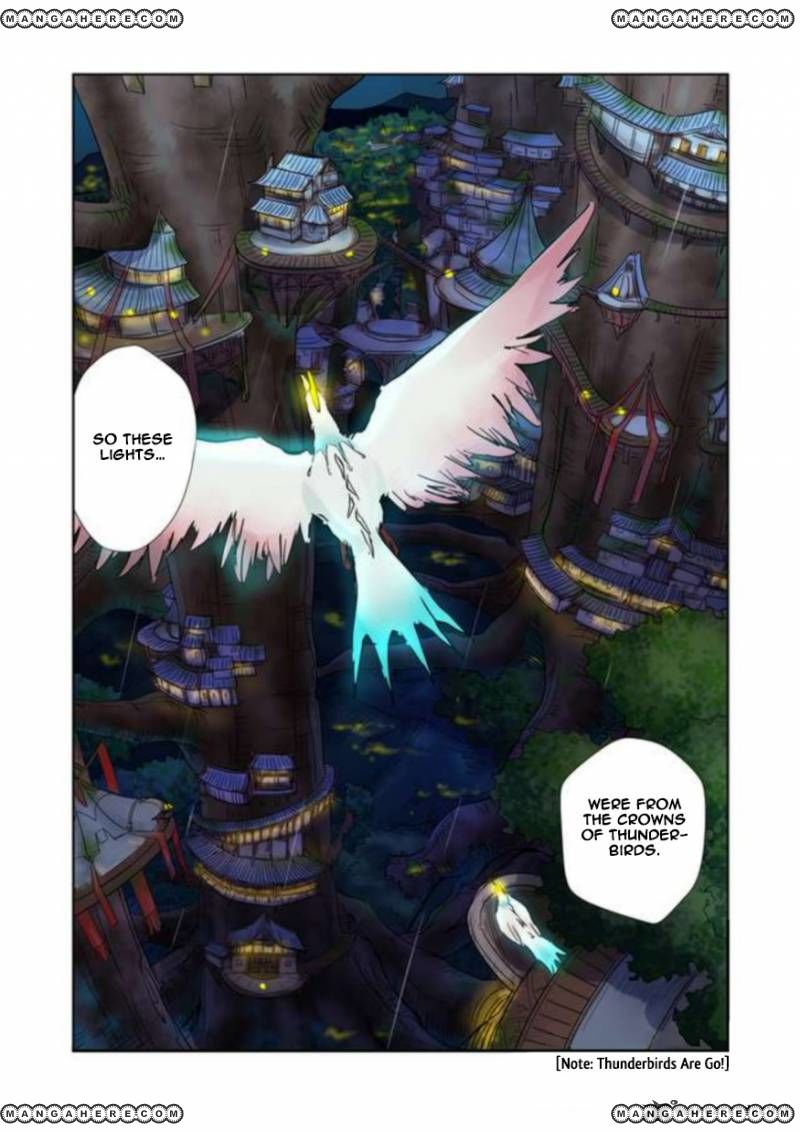 MANGAHERE.COM
MANGAHERE.COM
SO THESE
LIGHTS...
WERE FROM
THE CROWNS
OF THUNDER-
BIRDS.
[Note: Thunderbirds Are Go!]
MANGAHERE.COM
MANGAHERE.COM